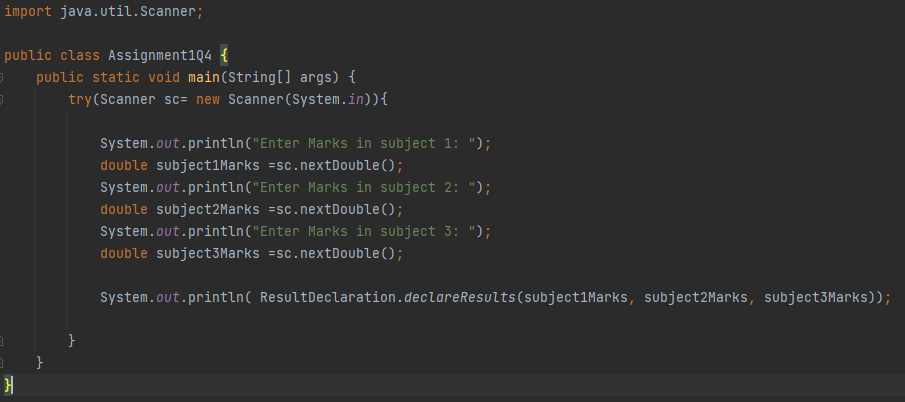 import java.util.Scanner;
public class Assignment1Q4 {
    public static void main(String[] args) {
        try(Scanner sc= new Scanner(System.in)){
            System.out.println("Enter Marks in subject 1: ");
            double subject1Marks =sc.nextDouble();
            System.out.println("Enter Marks in subject 2: ");
            double subject2Marks =sc.nextDouble();
            System.out.println("Enter Marks in subject 3: ");
            double subject3Marks =sc.nextDouble();
            System.out.println( ResultDeclaration.declareResults(subject1Marks, subject2Marks, subject3Marks));
        }
    }
}